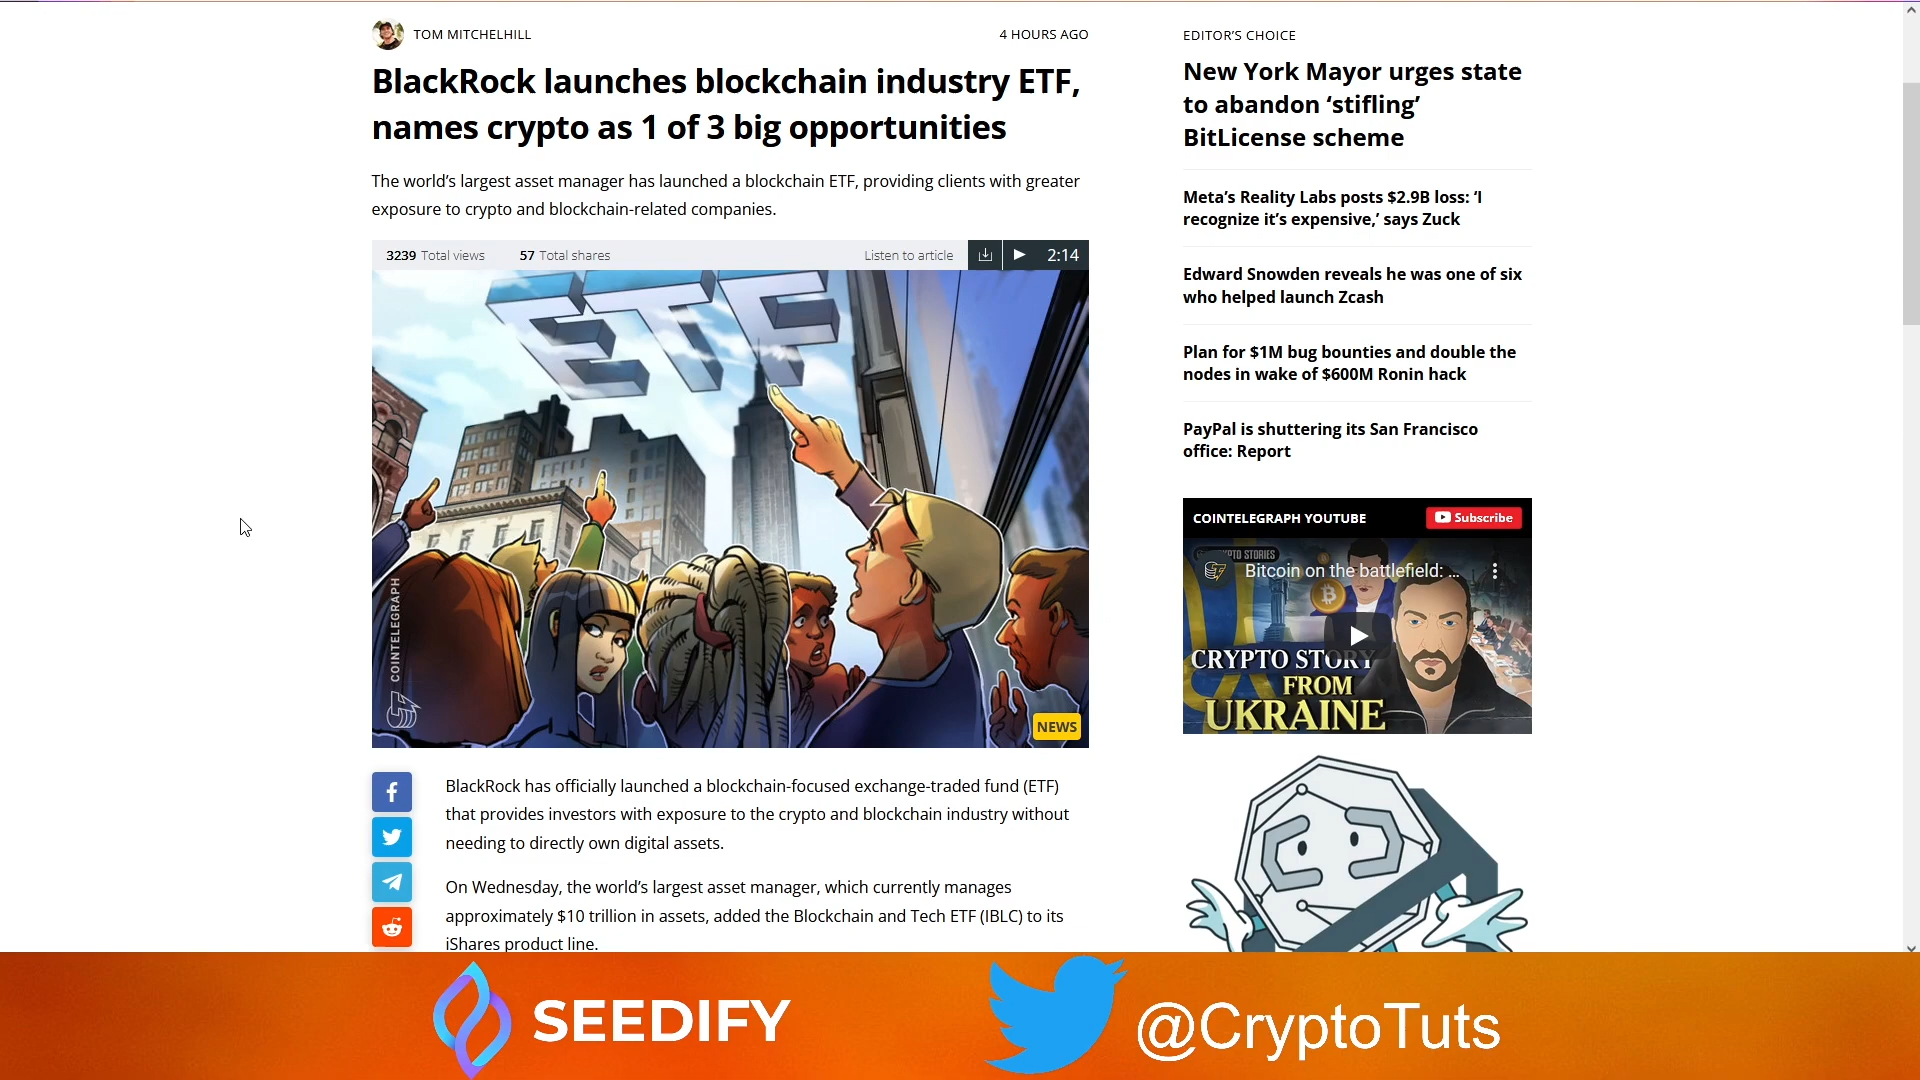 TOM MITCHELHILL
4 HOURS AGO
BlackRock launches blockchain industry ETF,
names crypto as 1 of 3 big opportunities
The world’s largest asset manager has launched a blockchain ETF, providing clients with greater
exposure to crypto and blockchain-related companies.
3239 Total views
57 Total shares
Listen to article
2:14
ETF
COINTELEGRAPH
NEWS
BlackRock has officially launched a blockchain-focused exchange-traded fund (ETF)
that provides investors with exposure to the crypto and blockchain industry without
needing to directly own digital assets.
On Wednesday, the world’s largest asset manager, which currently manages
approximately $10 trillion in assets, added the Blockchain and Tech ETF (IBLC) to its
iShares product line.
EDITOR’S CHOICE
New York Mayor urges state
to abandon ‘stifling’
BitLicense scheme
Meta’s Reality Labs posts $2.9B loss: ‘I
recognize it’s expensive,’ says Zuck
Edward Snowden reveals he was one of six
who helped launch Zcash
Plan for $1M bug bounties and double the
nodes in wake of $600M Ronin hack
PayPal is shuttering its San Francisco
office: Report
COINTELEGRAPH YOUTUBE
Subscribe
STORIES
Bitcoin on the battlefield: ...
CRYPTO STORY
FROM
UKRAINE
SEEDIFY
@CryptoTuts